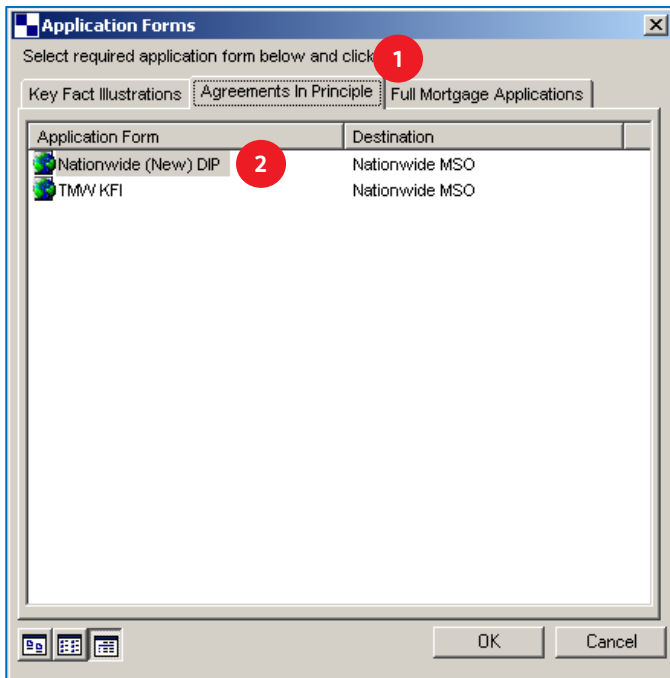 Application Forms
Select required application form below and click
1
Key Fact Illustrations Agreements In Principle Full Mortgage Applications
Application Form Destination
Nationwide (New) DIP 2 Nationwide MSO
TMW KFI Nationwide MSO
OK Cancel